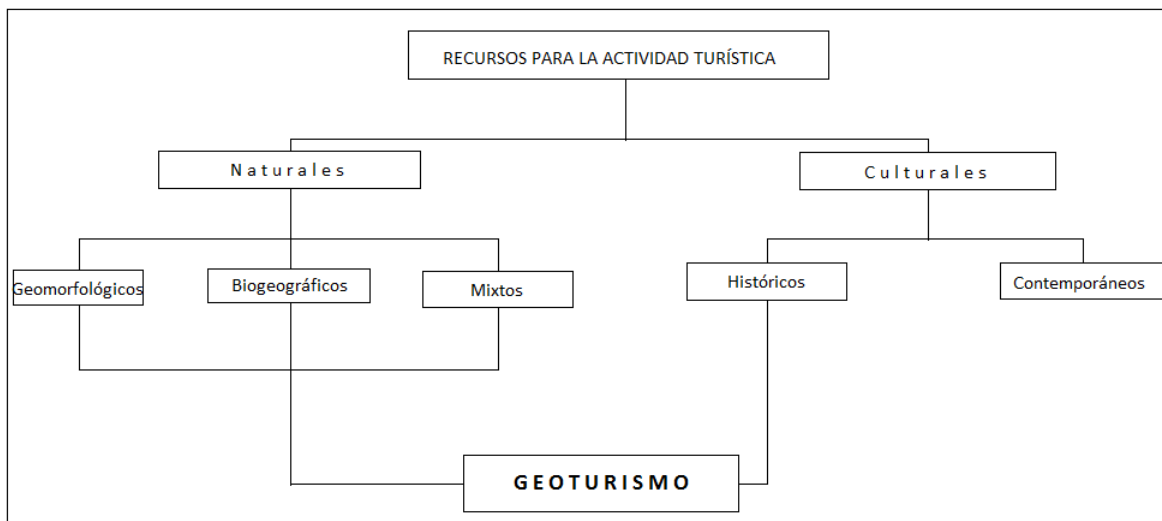 RECURSOS PARA LA ACTIVIDAD TURÍSTICA
Naturales
Culturales
Geomorfológicos
Biogeográficos
Mixtos
Históricos
Contemporáneos
GEOTURISMO